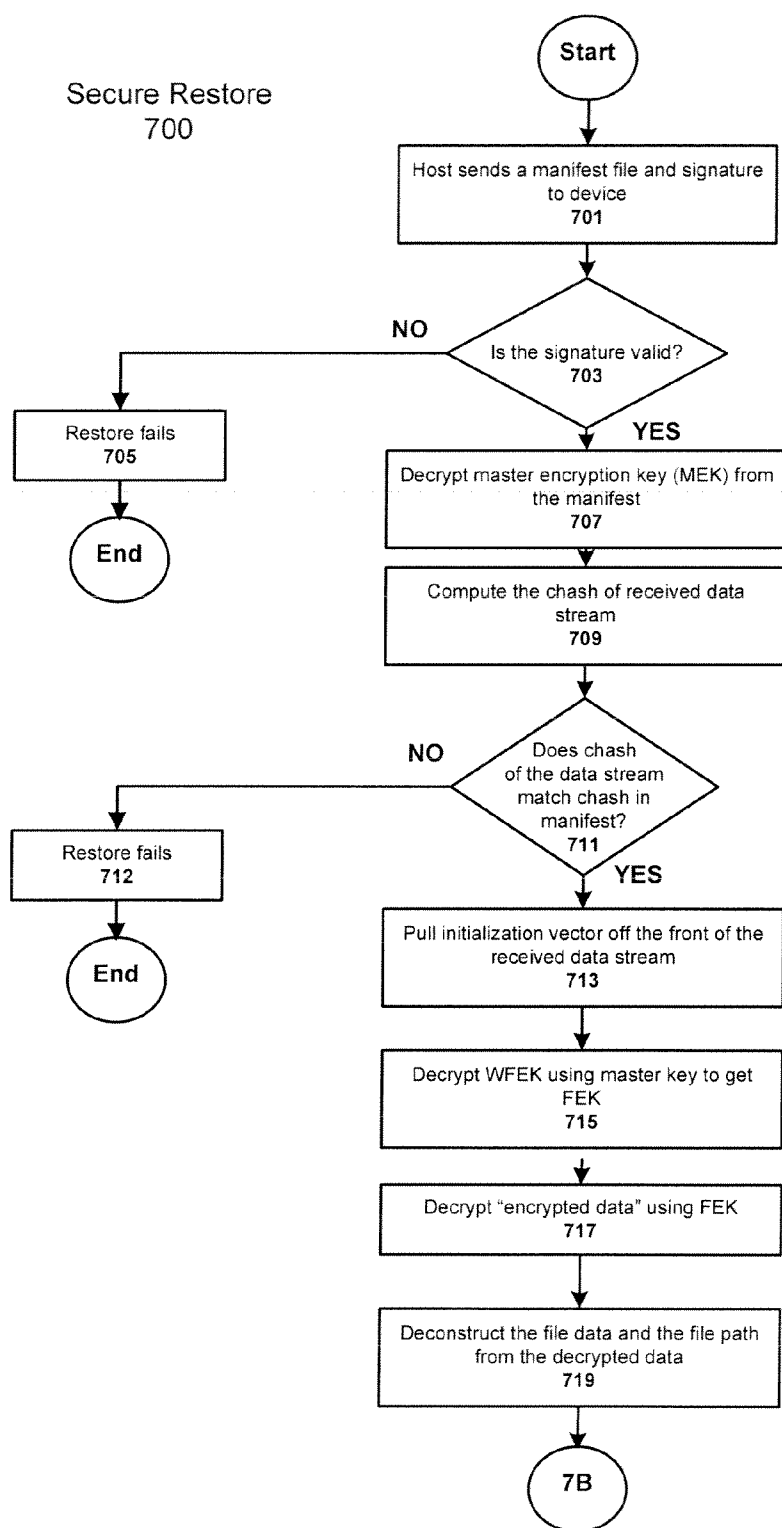 Start
Secure Restore
700
Host sends a manifest file and signature
to device
701
NO
Is the signature valid?
703
YES
Restore fails
705
Decrypt master encryption key (MEK) from
the manifest
707
End
Compute the chash of received data
stream
709
NO
Does chash
of the data stream
match chash in
manifest?
711
YES
Restore fails
712
Pull initialization vector off the front of the
received data stream
713
End
Decrypt WFEK using master key to get
FEK
715
Decrypt “encrypted data” using FEK
717
Deconstruct the file data and the file path
from the decrypted data
719
7B